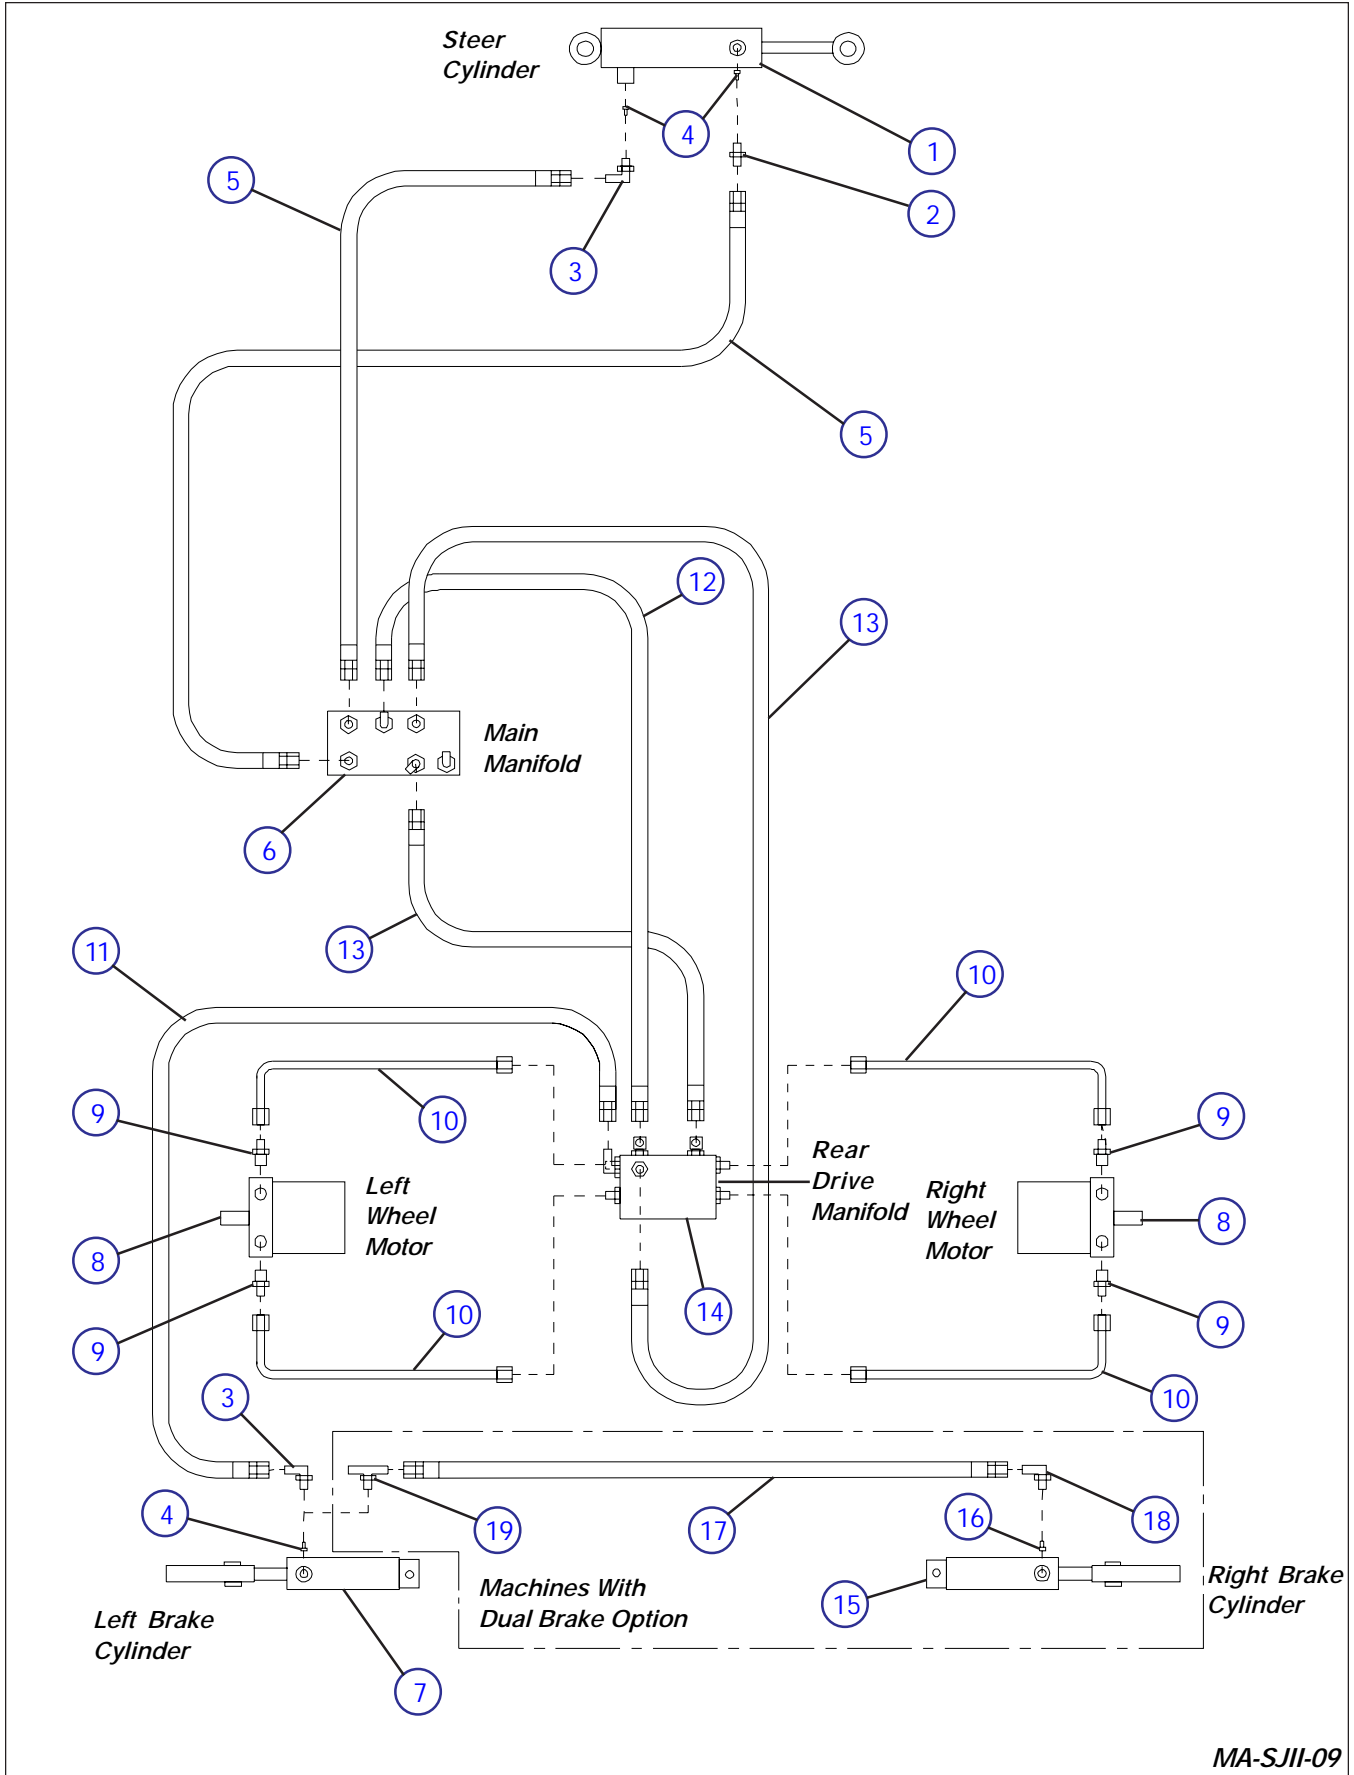 Steer
Cylinder
4
1
5
2
3
5
12
13
Main
Manifold
6
13
11
10
9
10
9
Rear
Drive
Manifold
Left
Wheel
Motor
Right
Wheel
Motor
8
8
10
14
9
9
3
10
4
19
17
16
18
Machines With
Dual Brake Option
15
Right Brake
Cylinder
Left Brake
Cylinder
7
MA-SJII-09